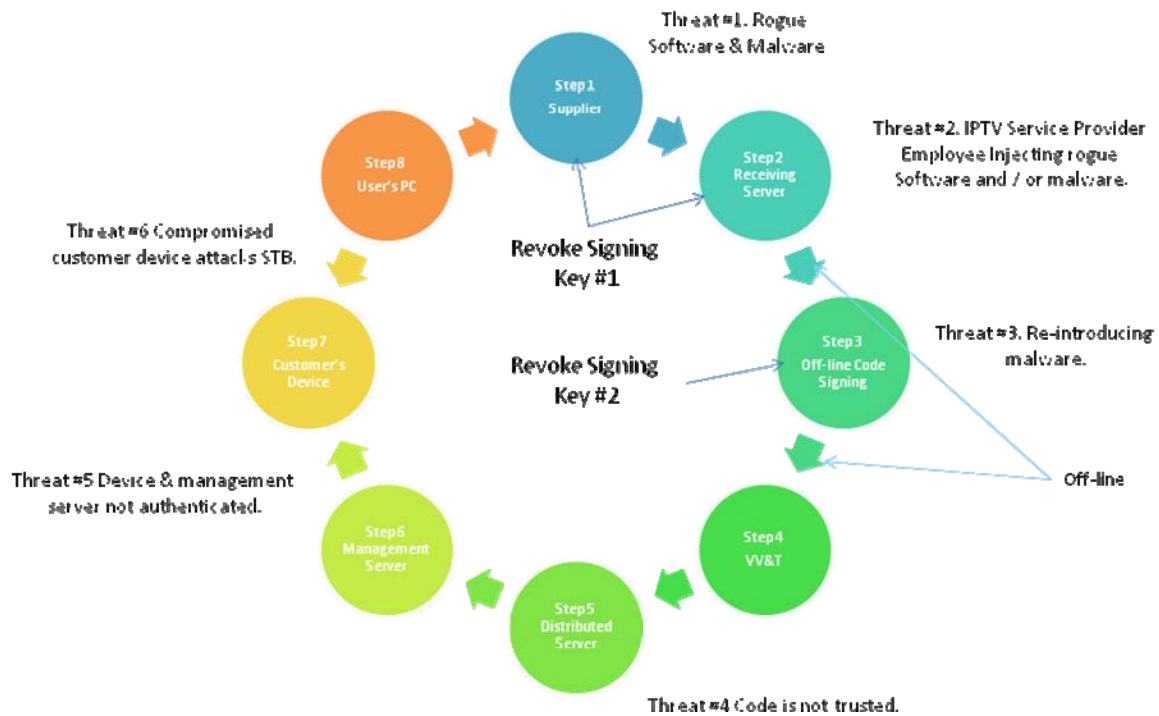 Threat #1. Rogue
Software & Malware
Step1
Supplier
Threat #2. IPTV Service Provider
Employee Injecting rogue
Software and / or malware.
Step2
Receiving
Server
Step8
User's PC
Threat #6 Compromised
customer device attacks STB.
Revoke Signing
Key #1
Threat #3. Re-introducing
malware.
Step3
Off-line Code
Signing
Step7
Customer's
Device
Revoke Signing
Key #2
Threat #5 Device & management
server not authenticated.
Off-line
Step4
VV&T
Step6
Management
Server
Step5
Distributed
Server
Threat #4 Code is not trusted.